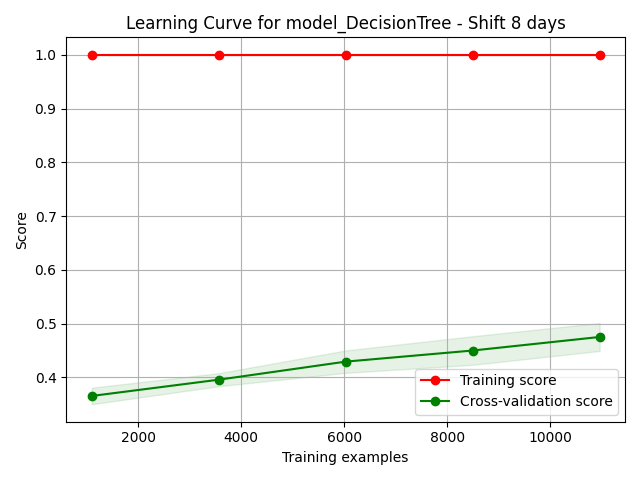 Learning Curve for model_DecisionTree - Shift 8 days
1.0
0.9
0.8
0.7
0.6
0.5
0.4
Score
2000
4000
6000
8000
10000
Training examples
Training score
Cross-validation score